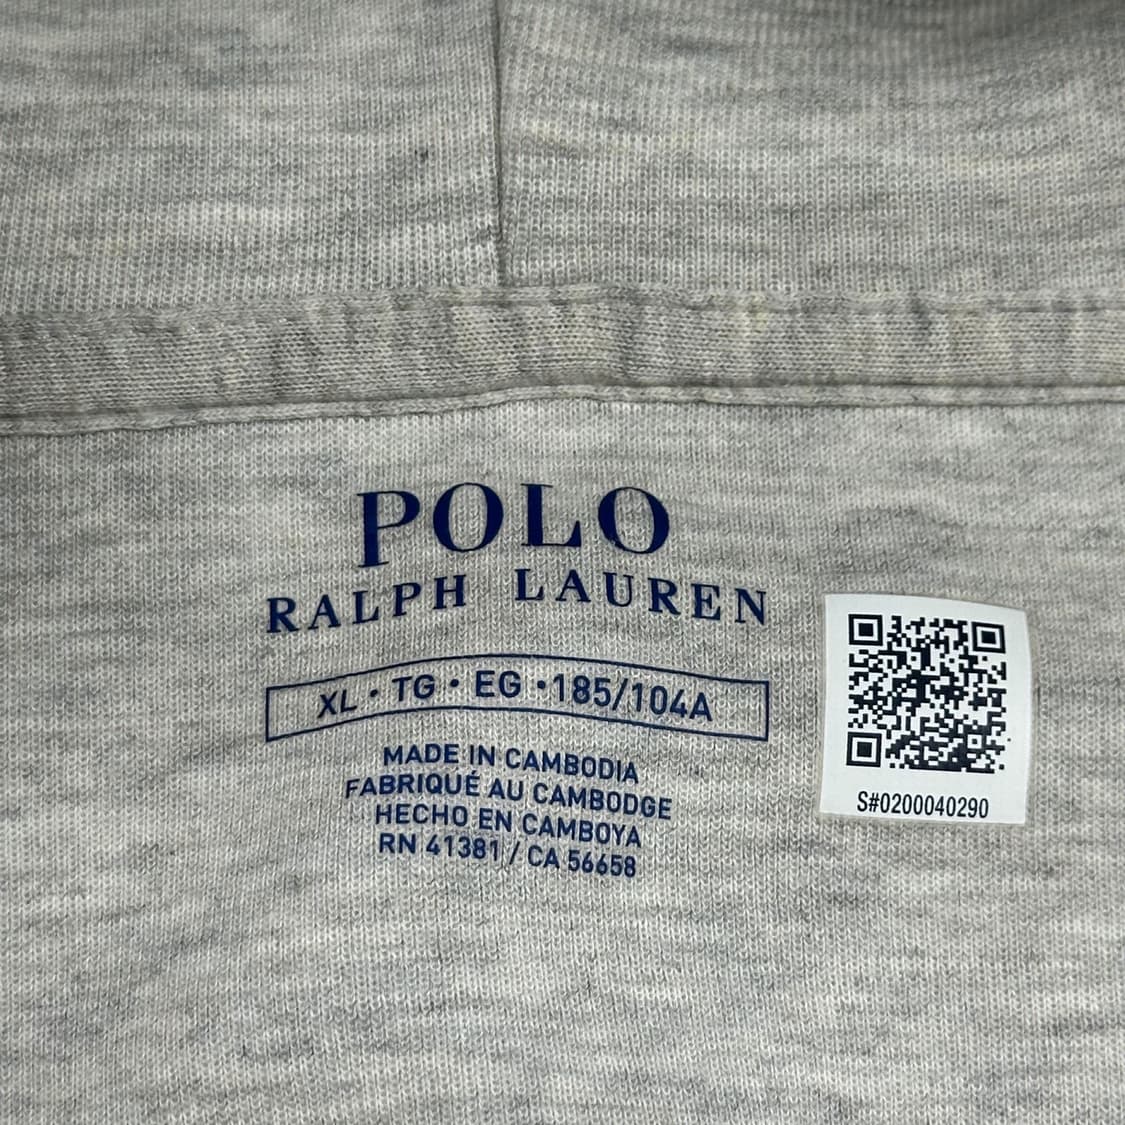 POLO
RALPH LAUREN
XL • TG • EG • 185/104A
MADE IN CAMBODIA
FABRIQUÉ AU CAMBODGE
HECHO EN CAMBOYA
RN 41381 / CA 56658
S#0200040290